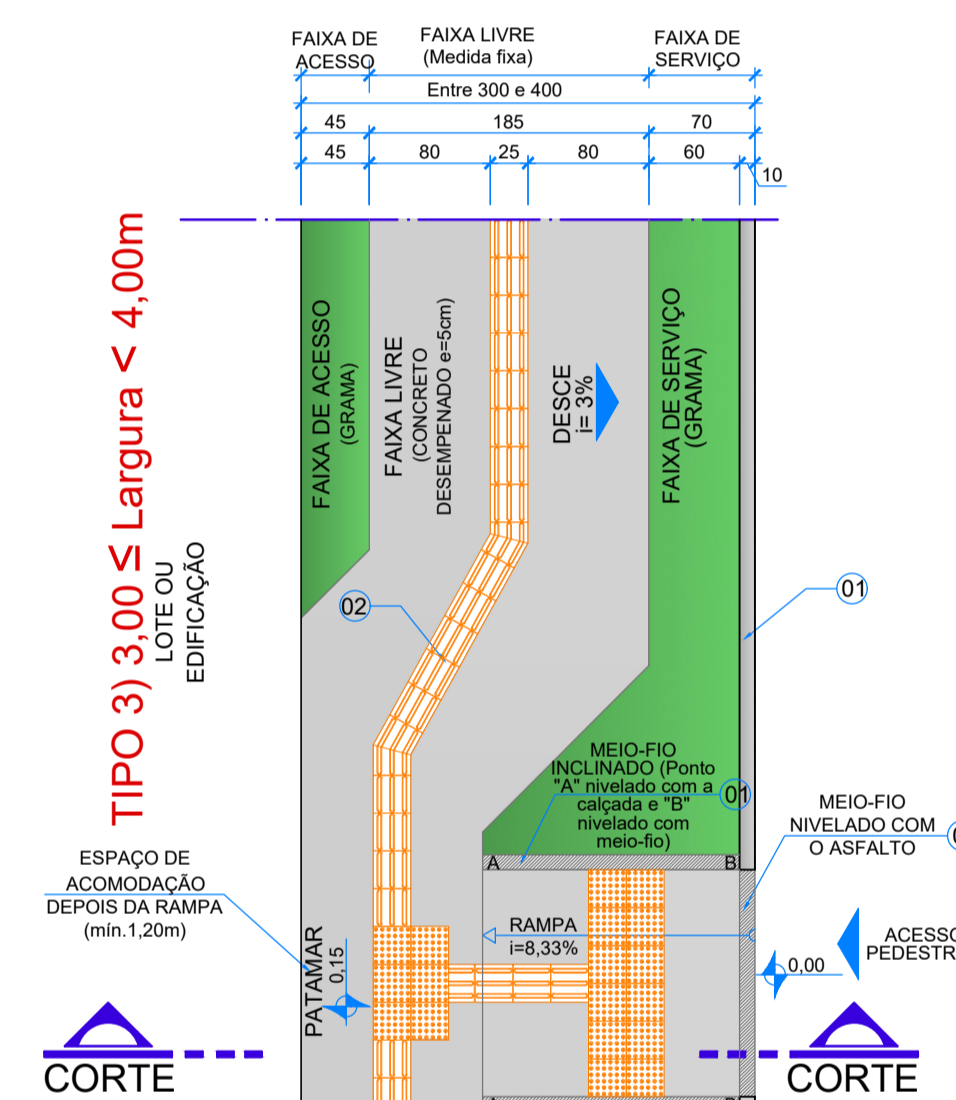 FAIXA DE
ACESSO
FAIXA LIVRE
(Medida fixa)
FAIXA DE
SERVIÇO
Entre 300 e 400
45 185 70
45 80 25 80 60
10
TIPO 3) 3,00 ≤ Largura < 4,00m
LOTE OU
EDIFICAÇÃO
FAIXA DE ACESSO
(GRAMA)
FAIXA LIVRE
(CONCRETO
DESEMPENADO e=5cm)
DESCE
i= 3%
FAIXA DE SERVIÇO
(GRAMA)
02
01
MEIO-FIO
INCLINADO (Ponto
"A" nivelado com a
calçada e "B"
nivelado com
meio-fio)
01
MEIO-FIO
NIVELADO COM
O ASFALTO
A B
ESPAÇO DE
ACOMODAÇÃO
DEPOIS DA RAMPA
(mín.1,20m)
PATAMAR
0,15
RAMPA
i=8,33%
0,00
ACESSO
PEDESTR
CORTE
CORTE